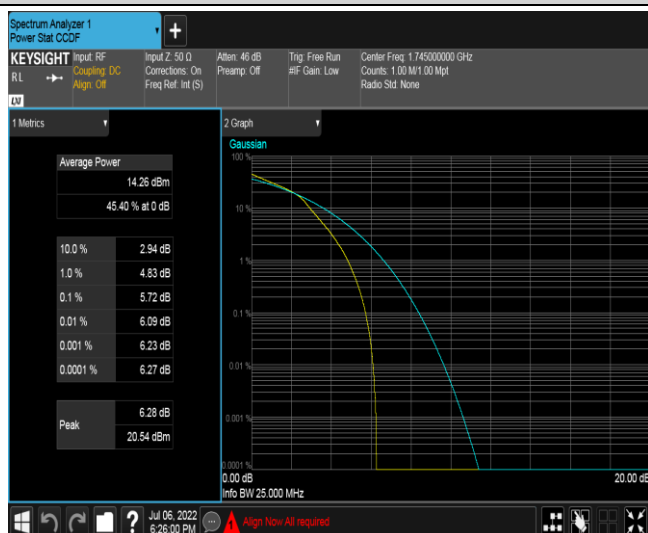 Spectrum Analyzer 1
Power Stat CCDF
+
KEYSIGHT
R L
LXI
Input: RF
Coupling: DC
Align: Off
Input Z: 50 Ω
Corrections: On
Freq Ref: Int (S)
Atten: 46 dB
Preamp: Off
Trig: Free Run
#IF Gain: Low
Center Freq: 1.745000000 GHz
Counts: 1.00 M/1.00 Mpt
Radio Std: None
1 Metrics
Average Power
14.26 dBm
45.40 % at 0 dB
10.0 % 2.94 dB
1.0 % 4.83 dB
0.1 % 5.72 dB
0.01 % 6.09 dB
0.001 % 6.23 dB
0.0001 % 6.27 dB
Peak
6.28 dB
20.54 dBm
2 Graph
Gaussian
100 %
10 %
1 %
0.1 %
0.01 %
0.001 %
0.0001 %
0.00 dB 20.00 dB
Info BW 25.000 MHz
?
Jul 06, 2022
6:26:00 PM
Align Now All required